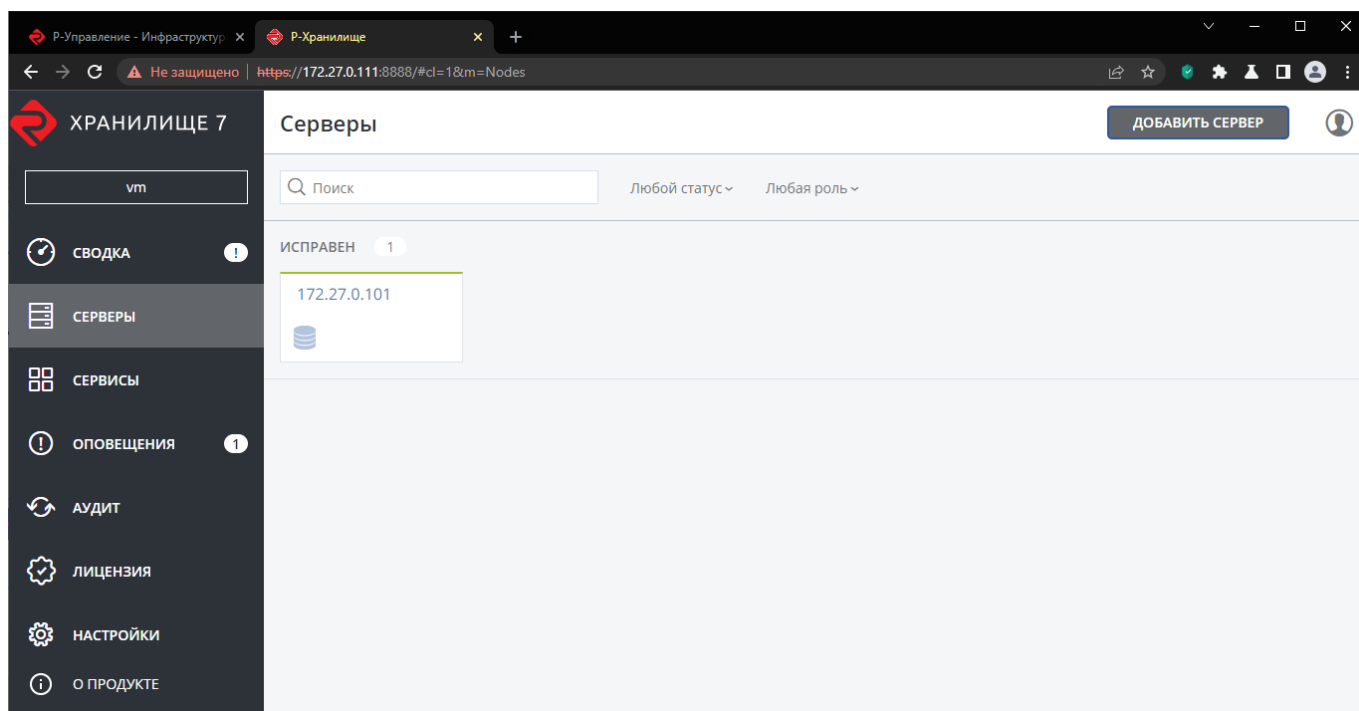 Р-Управление - Инфраструктур
Р-Хранилище
Не защищено
https://172.27.0.111:8888/#cl=1&m=Nodes
ХРАНИЛИЩЕ 7
Серверы
ДОБАВИТЬ СЕРВЕР
vm
Поиск
Любой статус
Любая роль
СВОДКА
!
ИСПРАВЕН 1
172.27.0.101
СЕРВЕРЫ
СЕРВИСЫ
ОПОВЕЩЕНИЯ 1
АУДИТ
ЛИЦЕНЗИЯ
НАСТРОЙКИ
О ПРОДУКТЕ